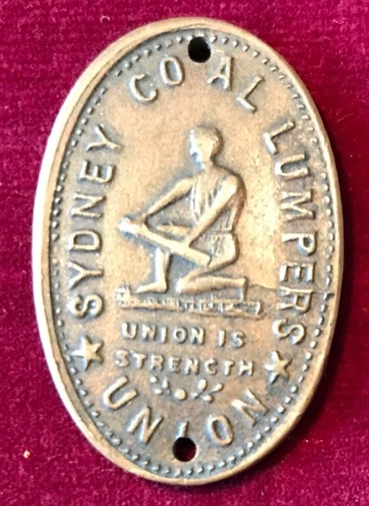 SYDNEY COAL LUMPERS
UNION IS
STRENGTH
UNION